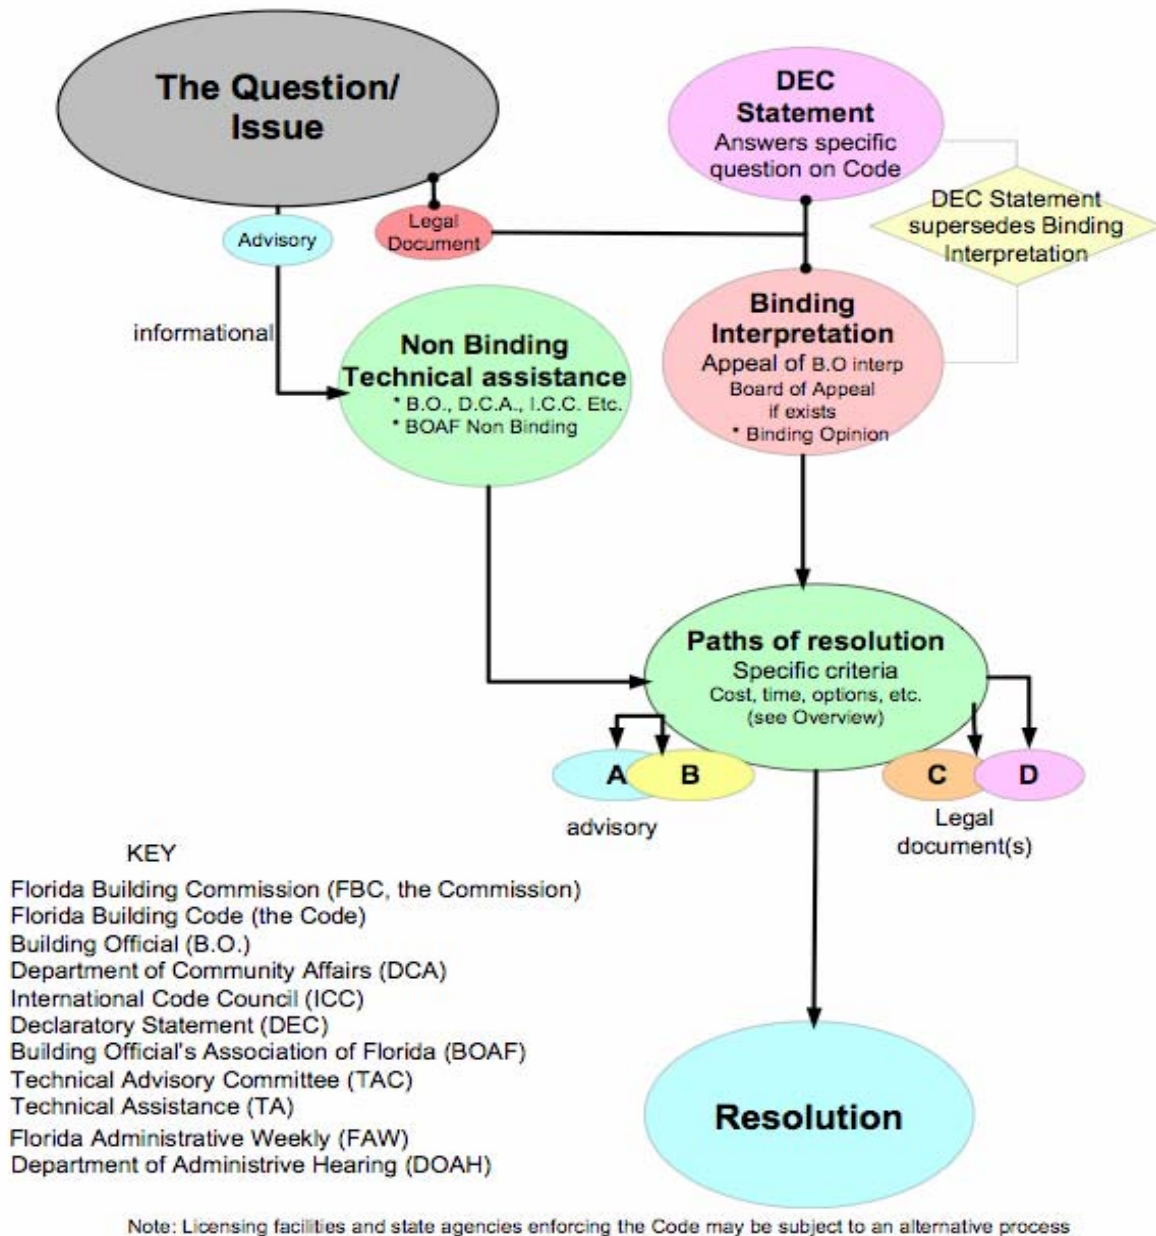 The Question/
Issue
Advisory
Legal
Document
DEC
Statement
Answers specific
question on Code
DEC Statement
supersedes Binding
Interpretation
informational
Non Binding
Technical assistance
* B.O., D.C.A., I.C.C. Etc.
* BOAF Non Binding
Binding
Interpretation
Appeal of B.O interp
Board of Appeal
if exists
* Binding Opinion
Paths of resolution
Specific criteria
Cost, time, options, etc.
(see Overview)
A
B
C
D
advisory
Legal
document(s)
KEY
Florida Building Commission (FBC, the Commission)
Florida Building Code (the Code)
Building Official (B.O.)
Department of Community Affairs (DCA)
International Code Council (ICC)
Declaratory Statement (DEC)
Building Official's Association of Florida (BOAF)
Technical Advisory Committee (TAC)
Technical Assistance (TA)
Florida Administrative Weekly (FAW)
Department of Administrive Hearing (DOAH)
Resolution
Note: Licensing facilities and state agencies enforcing the Code may be subject to an alternative process